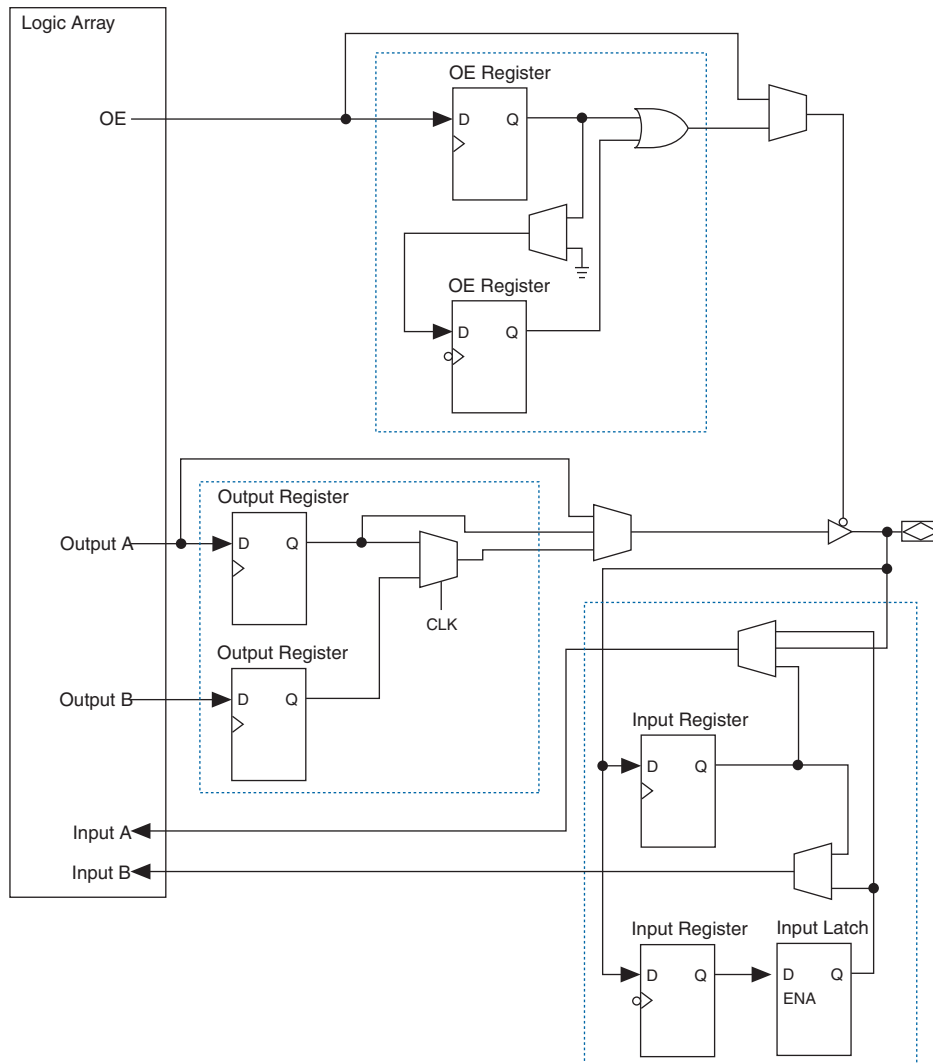 Logic Array
OE Register
OE
D Q
OE Register
D Q
Output Register
Output A
D Q
CLK
Output Register
Output B
D Q
Input Register
D Q
Input A
Input B
Input Register
Input Latch
D Q
D Q
ENA